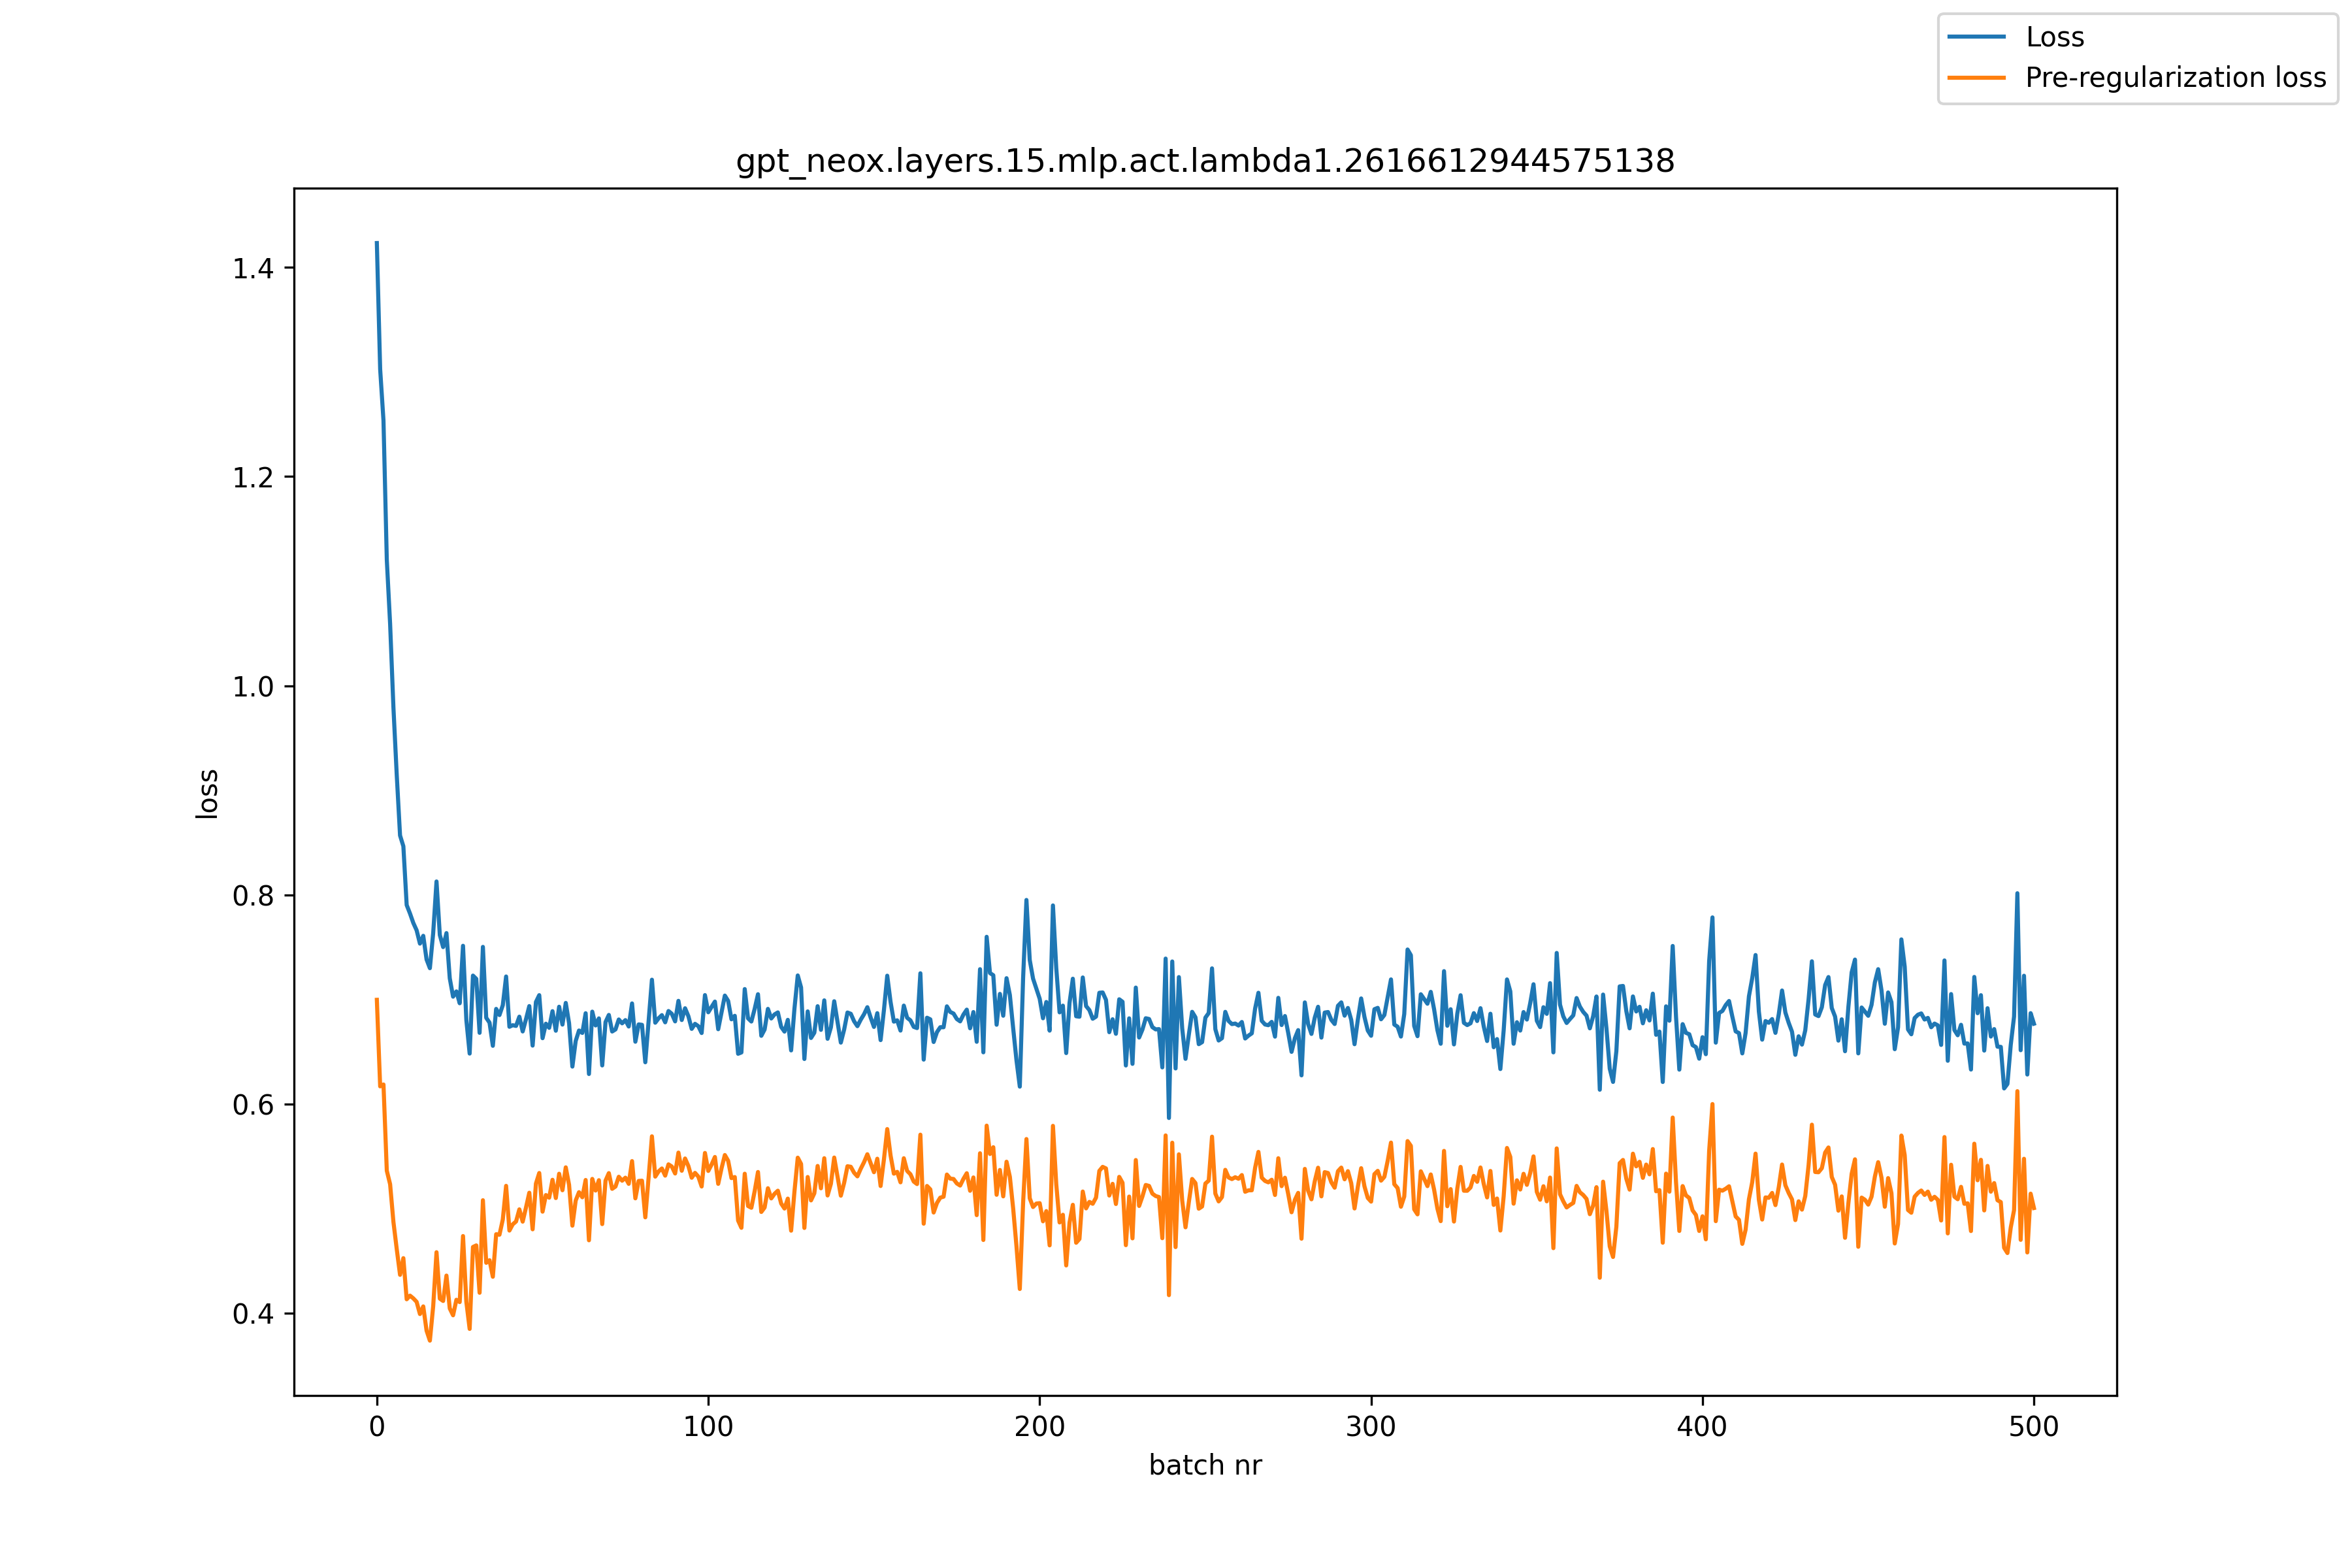 Loss
Pre-regularization loss
gpt_neox.layers.15.mlp.act.lambda1.2616612944575138
1.4
1.2
1.0
0.8
0.6
0.4
loss
0 100 200 300 400 500
batch nr